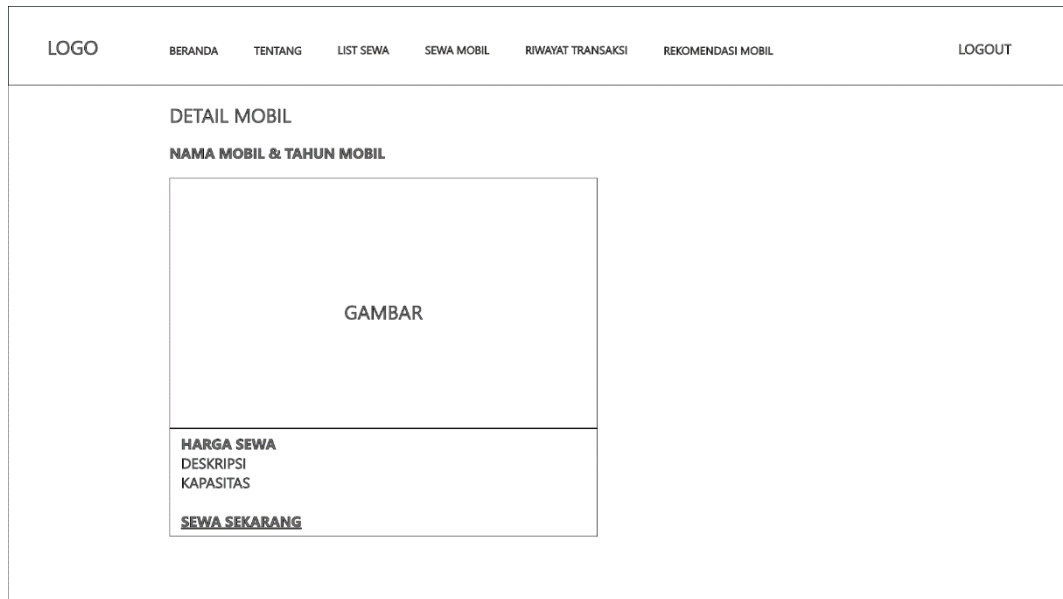 LOGO BERANDA TENTANG LIST SEWA SEWA MOBIL RIWAYAT TRANSAKSI REKOMENDASI MOBIL LOGOUT
DETAIL MOBIL
NAMA MOBIL & TAHUN MOBIL
GAMBAR
HARGA SEWA
DESKRIPSI
KAPASITAS
SEWA SEKARANG